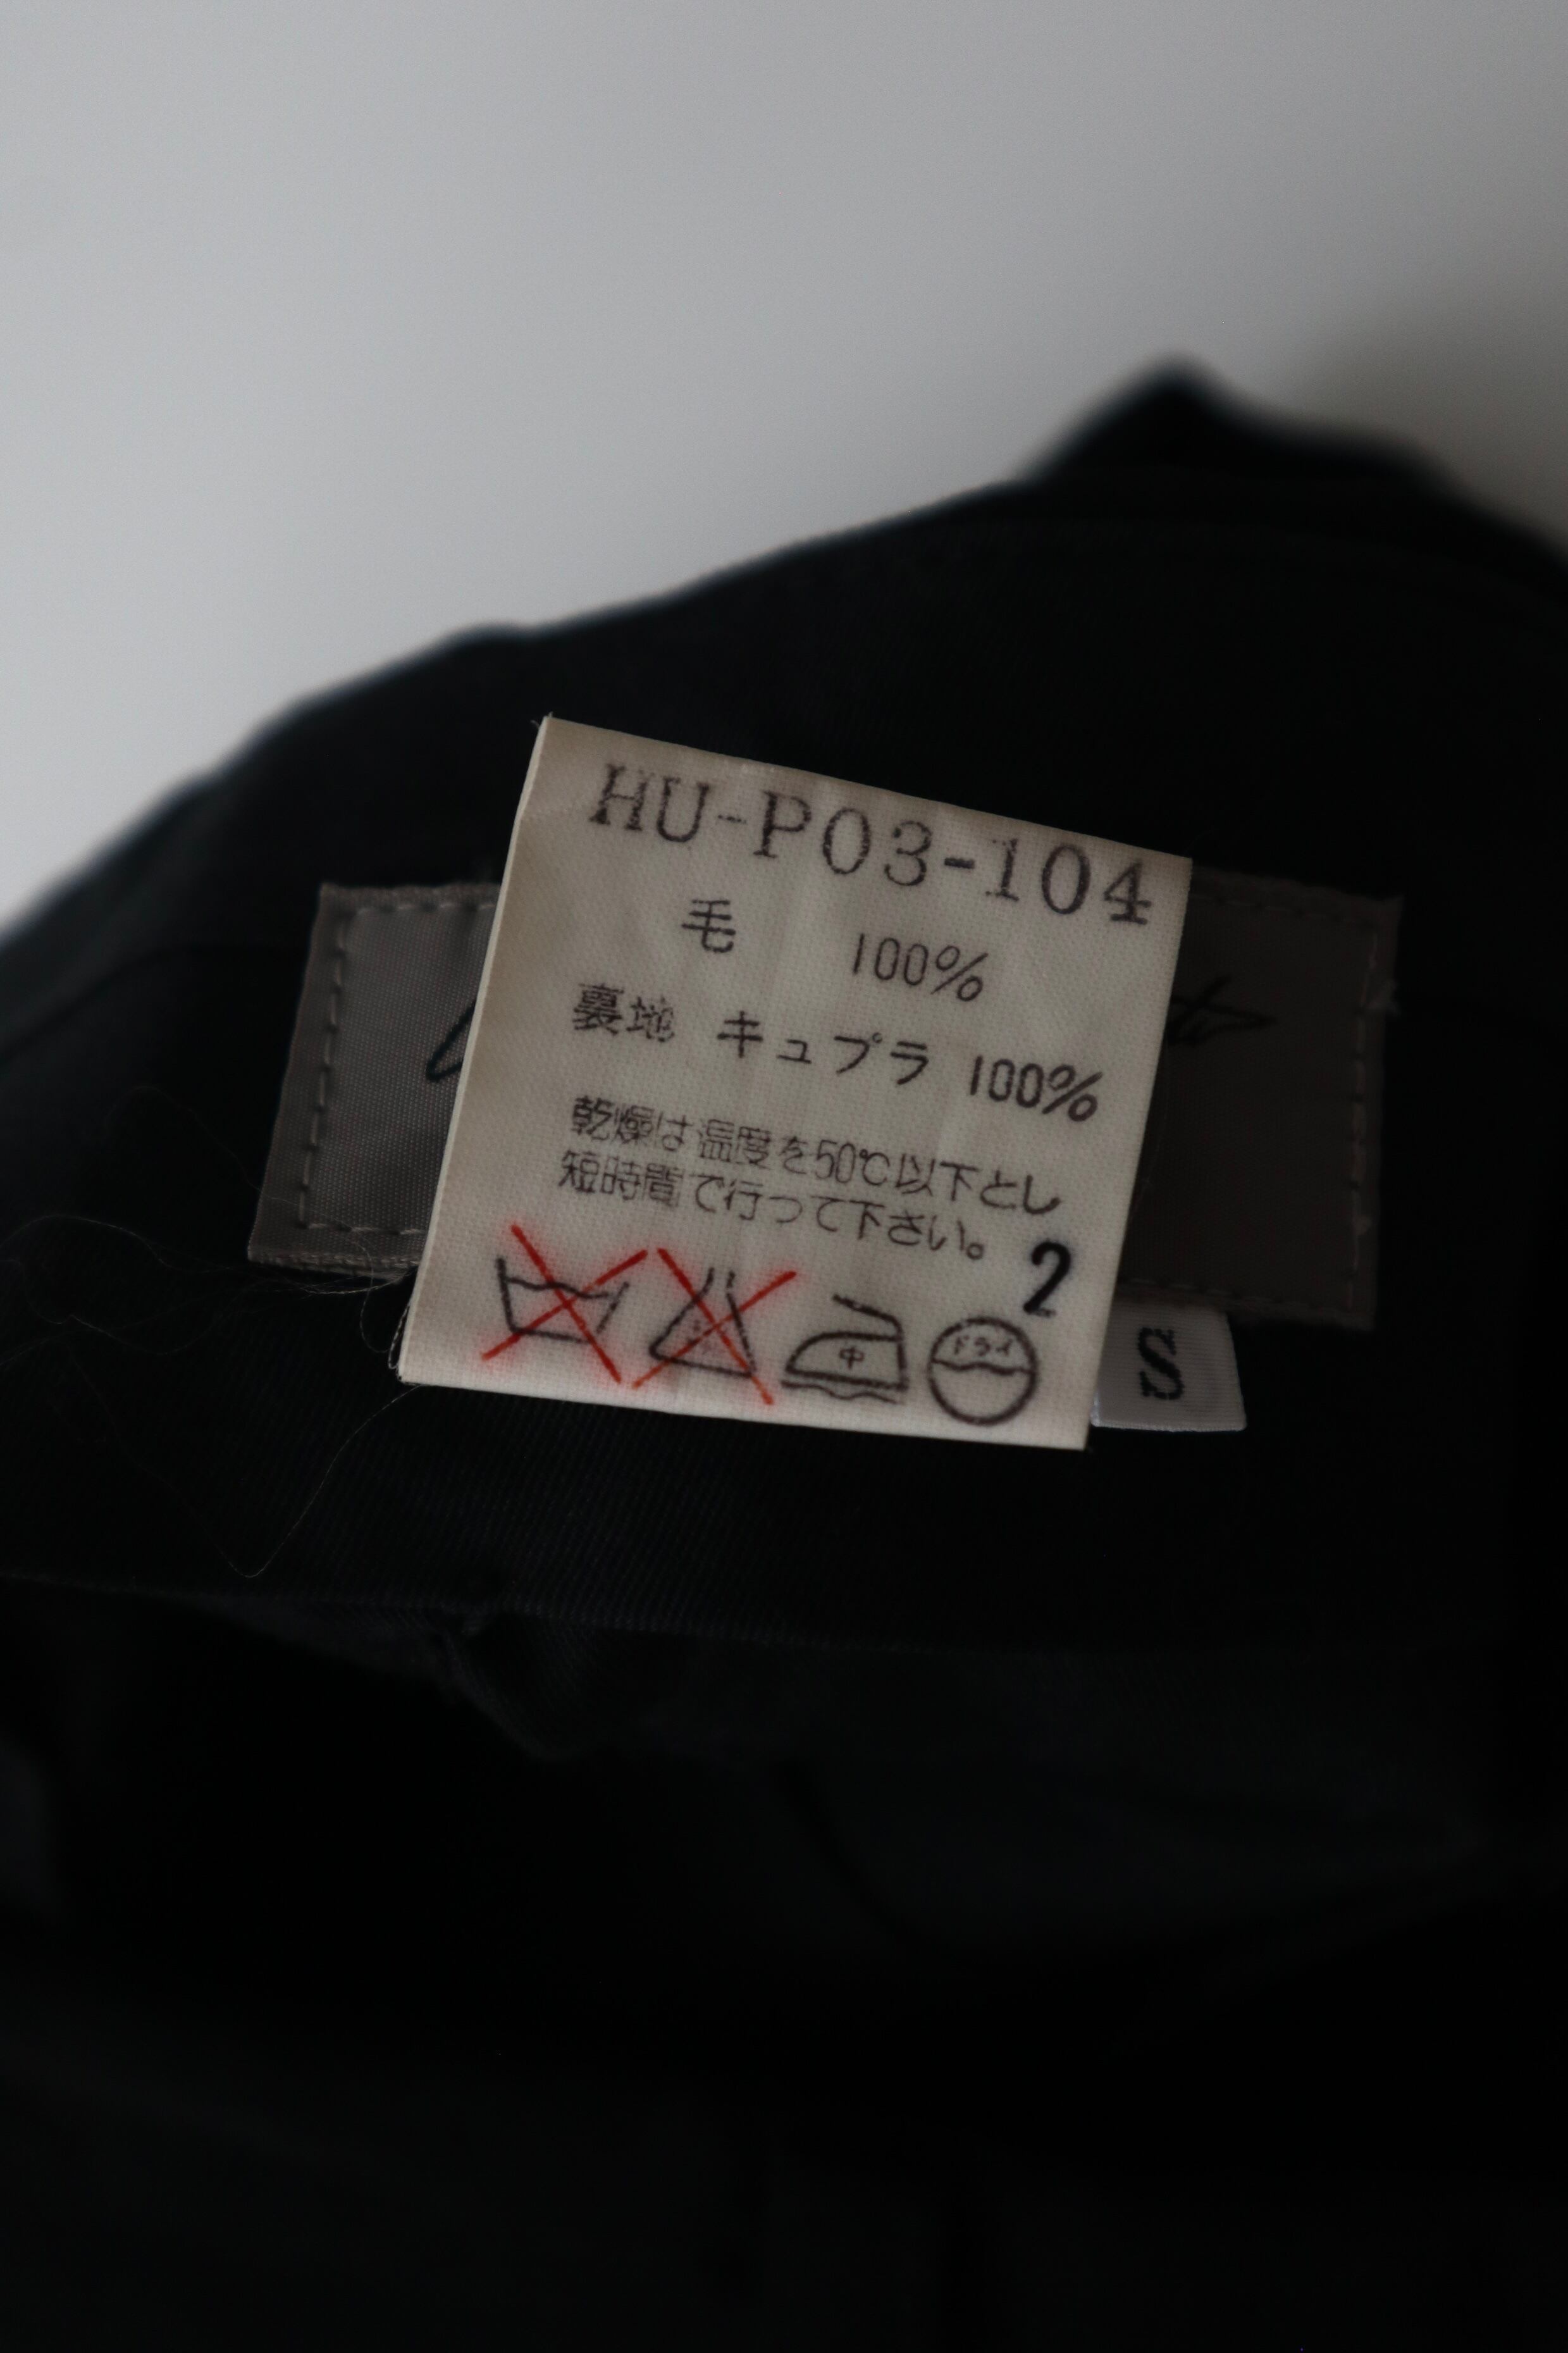 HU-P03-104
毛 100%
裏地 キュプラ 100%
乾燥は温度を50℃以下とし
短時間で行って下さい。
2
中
ドライ
S